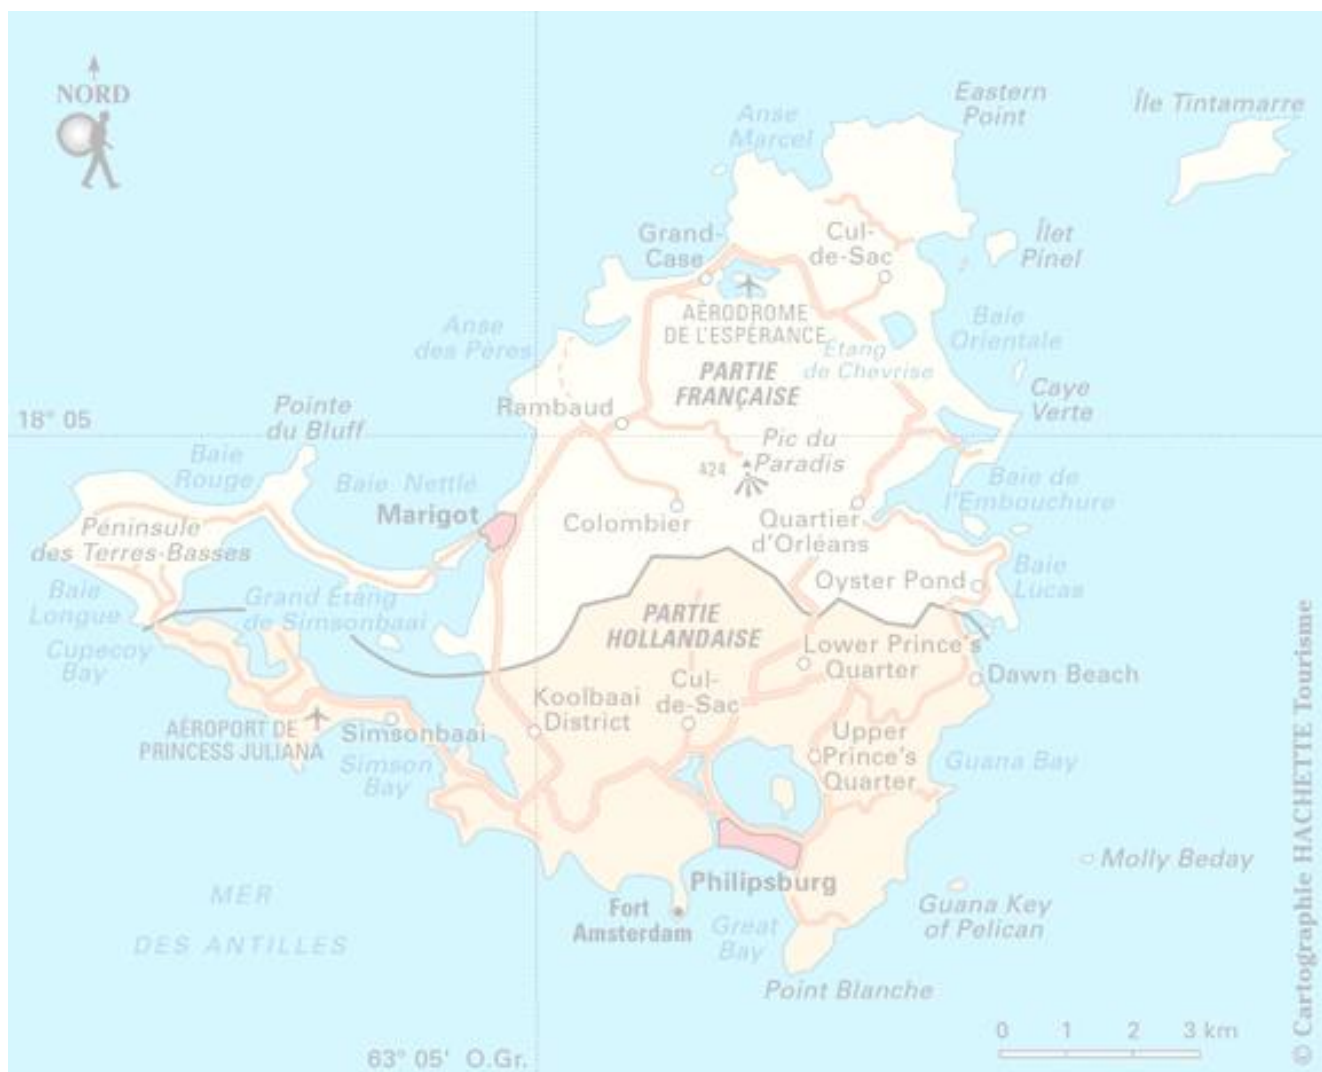 NORD
Eastern
Point
Île Tintamarre
Anse
Marcel
Grand-
Case
Cul-
de-Sac
Îlet
Pinel
AÉRODROME
DE L'ESPÉRANCE
Anse
des Pères
Baie
Orientale
Étang
de Chevrise
PARTIE
FRANÇAISE
Caye
Verte
18° 05
Pointe
du Bluff
Rambaud
Pic du
Paradis
424
Baie
Rouge
Baie Nettlé
Marigot
Baie de
l'Embouchure
Colombier
Quartier
d'Orléans
Péninsule
des Terres-Basses
Oyster Pond
Baie
Lucas
Baie
Longue
Grand Étang
de Simsonbaai
PARTIE
HOLLANDAISE
Cupecoy
Bay
Lower Prince's
Quarter
Dawn Beach
Cul-
de-Sac
Koolbaai
District
AÉROPORT DE
PRINCESS JULIANA
Simsonbaai
Simson
Bay
Upper
Prince's
Quarter
Guana Bay
Molly Beday
Philipsburg
Fort
Amsterdam
Great
Bay
Guana Key
of Pelican
MER
DES ANTILLES
Point Blanche
0 1 2 3 km
63° 05' O.Gr.
© Cartographie HACHETTE Tourisme